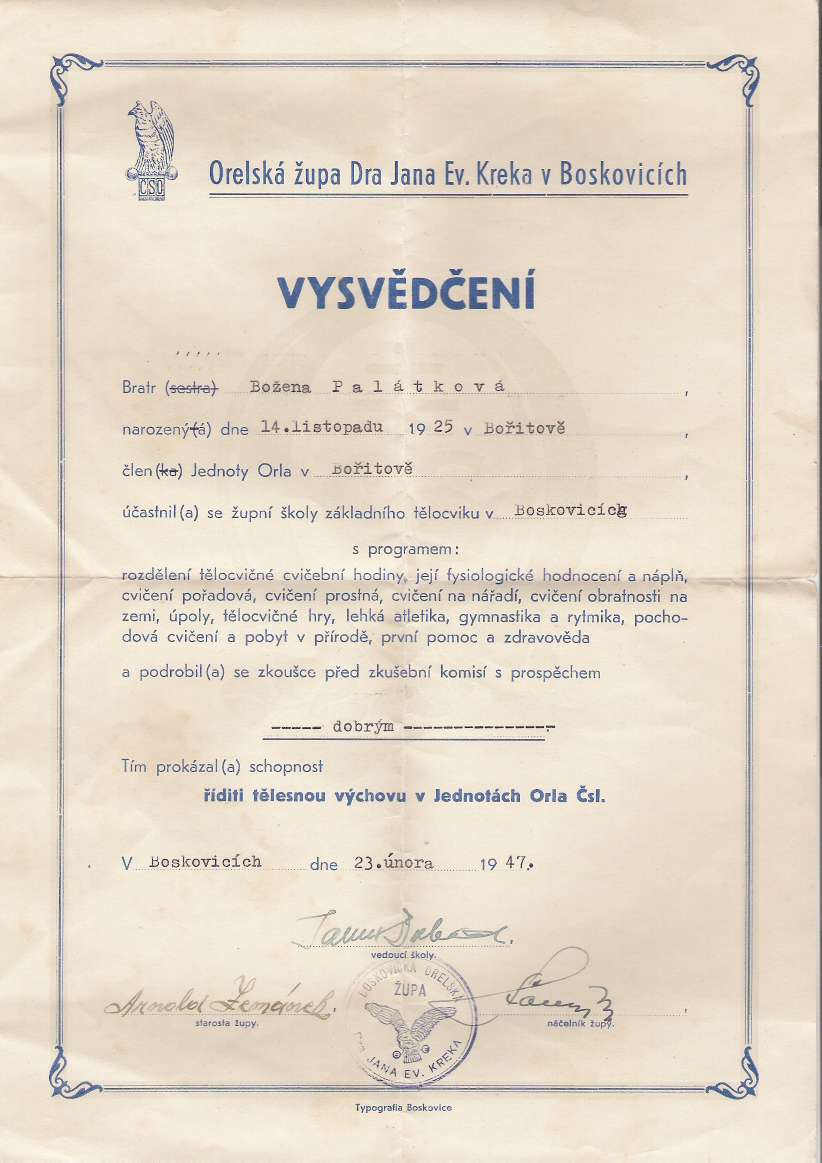 ČSO
Orelská župa Dra Jana Ev. Kreka v Boskovicích
VYSVĚDČENÍ
Bratr (sestra) Božena Palátková,
narozený(á) dne 14.listopadu 1925 v Bořitově,
člen(ka) Jednoty Orla v Bořitově,
účastnil(a) se župní školy základního tělocviku v Boskovicích
s programem:
rozdělení tělocvičné cvičební hodiny, její fysiologické hodnocení a náplň,
cvičení pořadová, cvičení prostná, cvičení na nářadí, cvičení obratnosti na
zemi, úpoly, tělocvičné hry, lehká atletika, gymnastika a rytmika, pocho-
dová cvičení a pobyt v přírodě, první pomoc a zdravověda
a podrobil(a) se zkoušce před zkušební komisí s prospěchem
----- dobrým --------------.
Tím prokázal(a) schopnost
říditi tělesnou výchovu v Jednotách Orla Čsl.
V Boskovicích dne 23.února 1947.
vedoucí školy.
BOSKOVICKÁ ORELSKÁ
ŽUPA
Dra JANA EV. KREKA
Arnold Zemánek.
starosta župy.
náčelník župy.
Typografia Boskovice